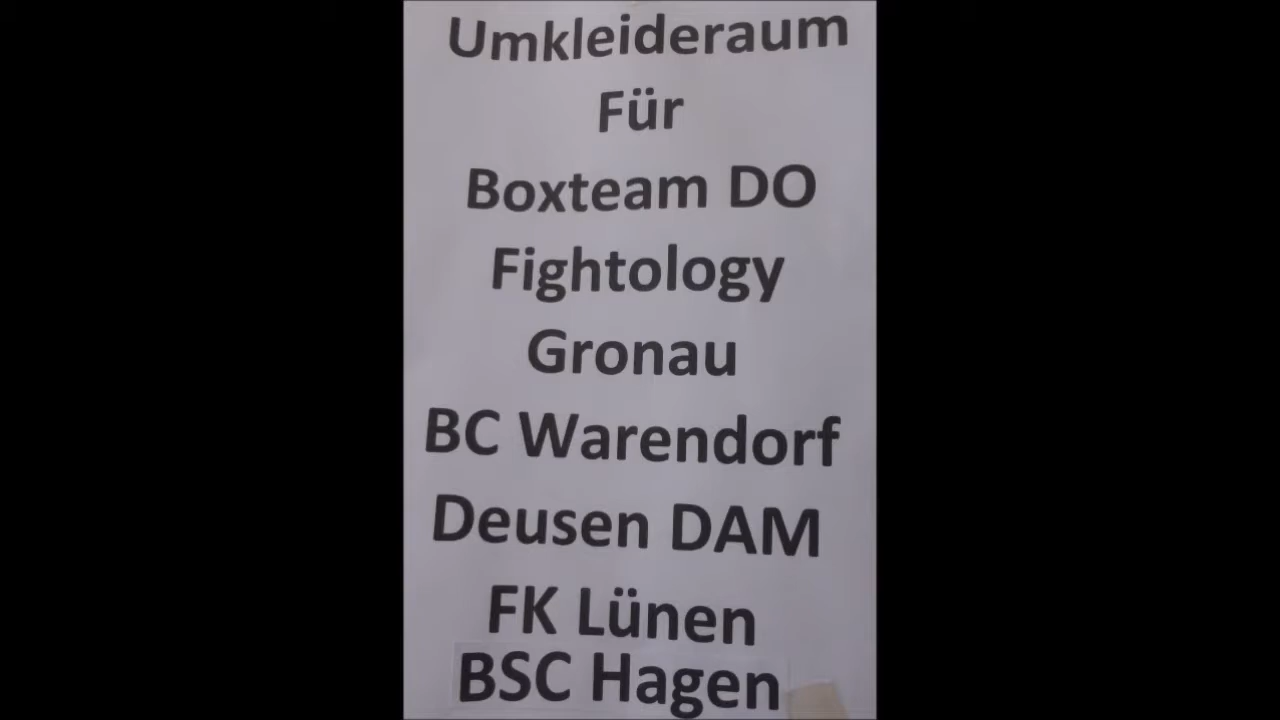 Umkleideraum
Für
Boxteam DO
Fightology
Gronau
BC Warendorf
Deusen DAM
FK Lünen
BSC Hagen